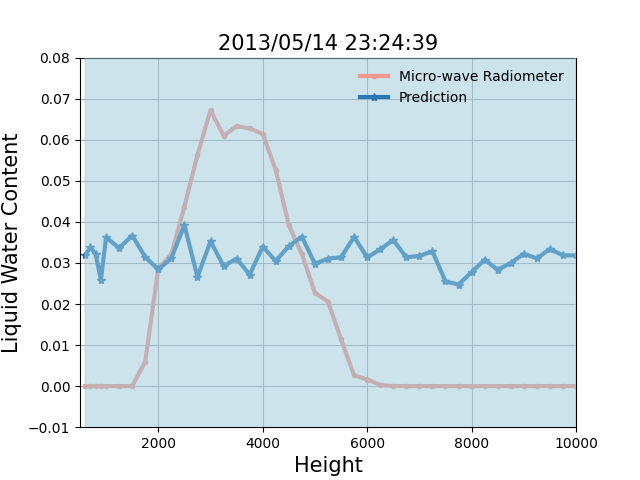 2013/05/14 23:24:39
Micro-wave Radiometer
Prediction
Liquid Water Content
0.08
0.07
0.06
0.05
0.04
0.03
0.02
0.01
0.00
−0.01
2000 4000 6000 8000 10000
Height